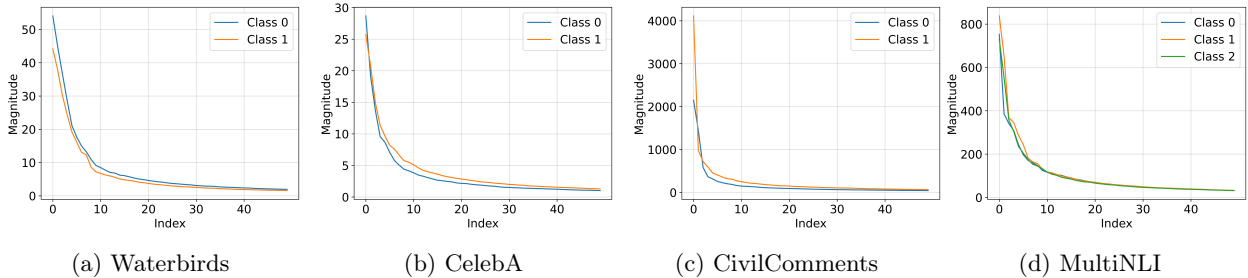 50
40
30
20
10
0
Magnitude
0 10 20 30 40
Index
Class 0
Class 1
(a) Waterbirds
30
25
20
15
10
5
0
Magnitude
0 10 20 30 40
Index
Class 0
Class 1
(b) CelebA
4000
3000
2000
1000
0
Magnitude
0 10 20 30 40
Index
Class 0
Class 1
(c) CivilComments
800
600
400
200
0
Magnitude
0 10 20 30 40
Index
Class 0
Class 1
Class 2
(d) MultiNLI